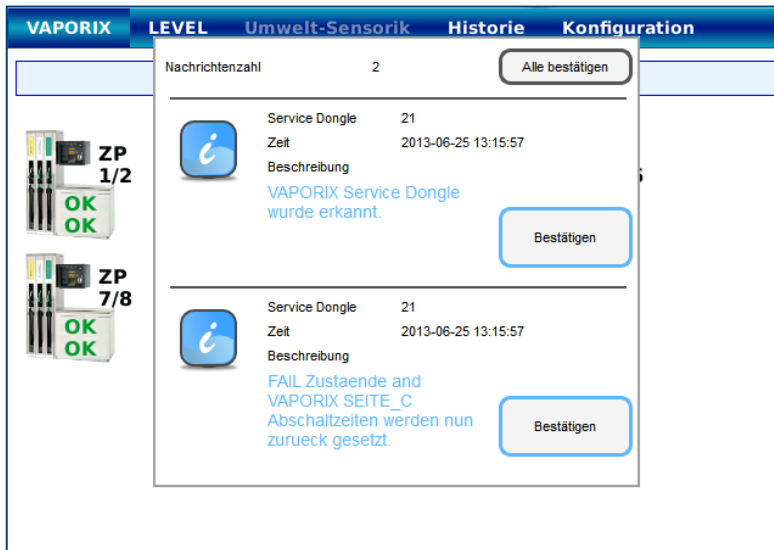 VAPORIX LEVEL Umwelt-Sensorik Historie Konfiguration
Nachrichtenzahl 2 Alle bestätigen
Service Dongle 21
Zeit 2013-06-25 13:15:57
Beschreibung
VAPORIX Service Dongle
wurde erkannt.
Bestätigen
Service Dongle 21
Zeit 2013-06-25 13:15:57
Beschreibung
FAIL Zustaende and
VAPORIX SEITE_C
Abschaltzeiten werden nun
zurueck gesetzt.
Bestätigen
ZP
1/2
OK
OK
ZP
7/8
OK
OK